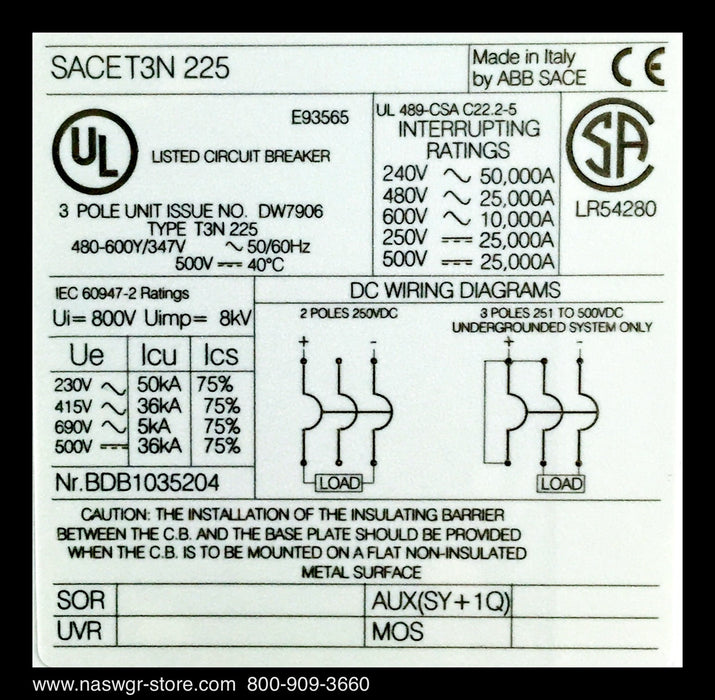 SACE T3N 225
Made in Italy
by ABB SACE
CE
UL
E93565
LISTED CIRCUIT BREAKER
3 POLE UNIT ISSUE NO. DW7906
TYPE T3N 225
480-600Y/347V ∿ 50/60Hz
500V ⎓ 40°C
UL 489-CSA C22.2-5
INTERRUPTING
RATINGS
240V ∿ 50,000A
480V ∿ 25,000A
600V ∿ 10,000A
250V ⎓ 25,000A
500V ⎓ 25,000A
SA
LR54280
IEC 60947-2 Ratings
Ui= 800V Uimp= 8kV
Ue Icu Ics
230V ∿ 50kA 75%
415V ∿ 36kA 75%
690V ∿ 5kA 75%
500V ⎓ 36kA 75%
Nr.BDB1035204
DC WIRING DIAGRAMS
2 POLES 250VDC
+ -
LOAD
3 POLES 251 TO 500VDC
UNDERGROUNDED SYSTEM ONLY
+ -
LOAD
CAUTION: THE INSTALLATION OF THE INSULATING BARRIER
BETWEEN THE C.B. AND THE BASE PLATE SHOULD BE PROVIDED
WHEN THE C.B. IS TO BE MOUNTED ON A FLAT NON-INSULATED
METAL SURFACE
SOR AUX(SY+1Q)
UVR MOS
www.naswgr-store.com 800-909-3660